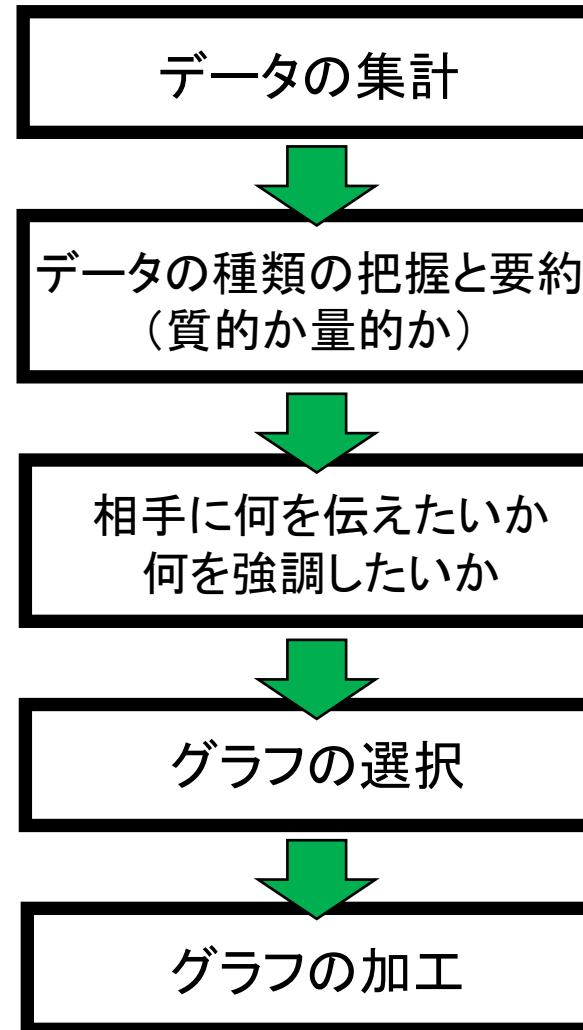 データの集計
データの種類の把握と要約
（質的か量的か）
相手に何を伝えたいか
何を強調したいか
グラフの選択
グラフの加工